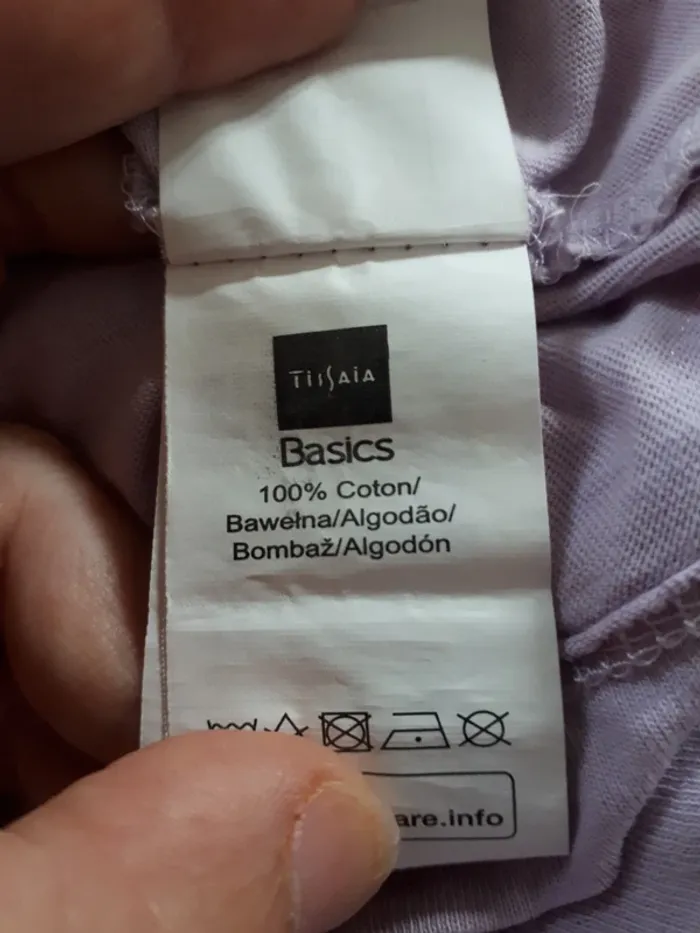 TISSAIA
Basics
100% Coton/
Bawełna/Algodão/
Bombaž/Algodón
are.info